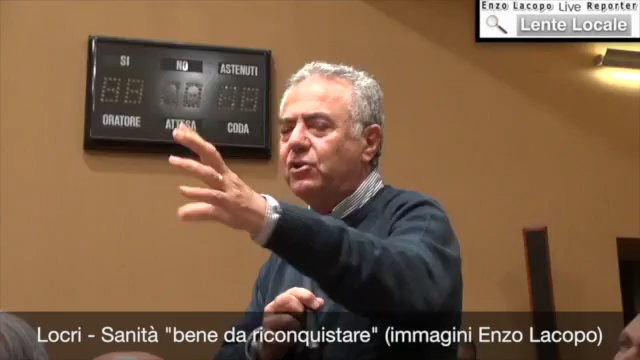 Enzo Lacopo Live Reporter
Lente Locale
SI NO ASTENUTI
ORATORE ATTESA CODA
Locri - Sanità "bene da riconquistare" (immagini Enzo Lacopo)